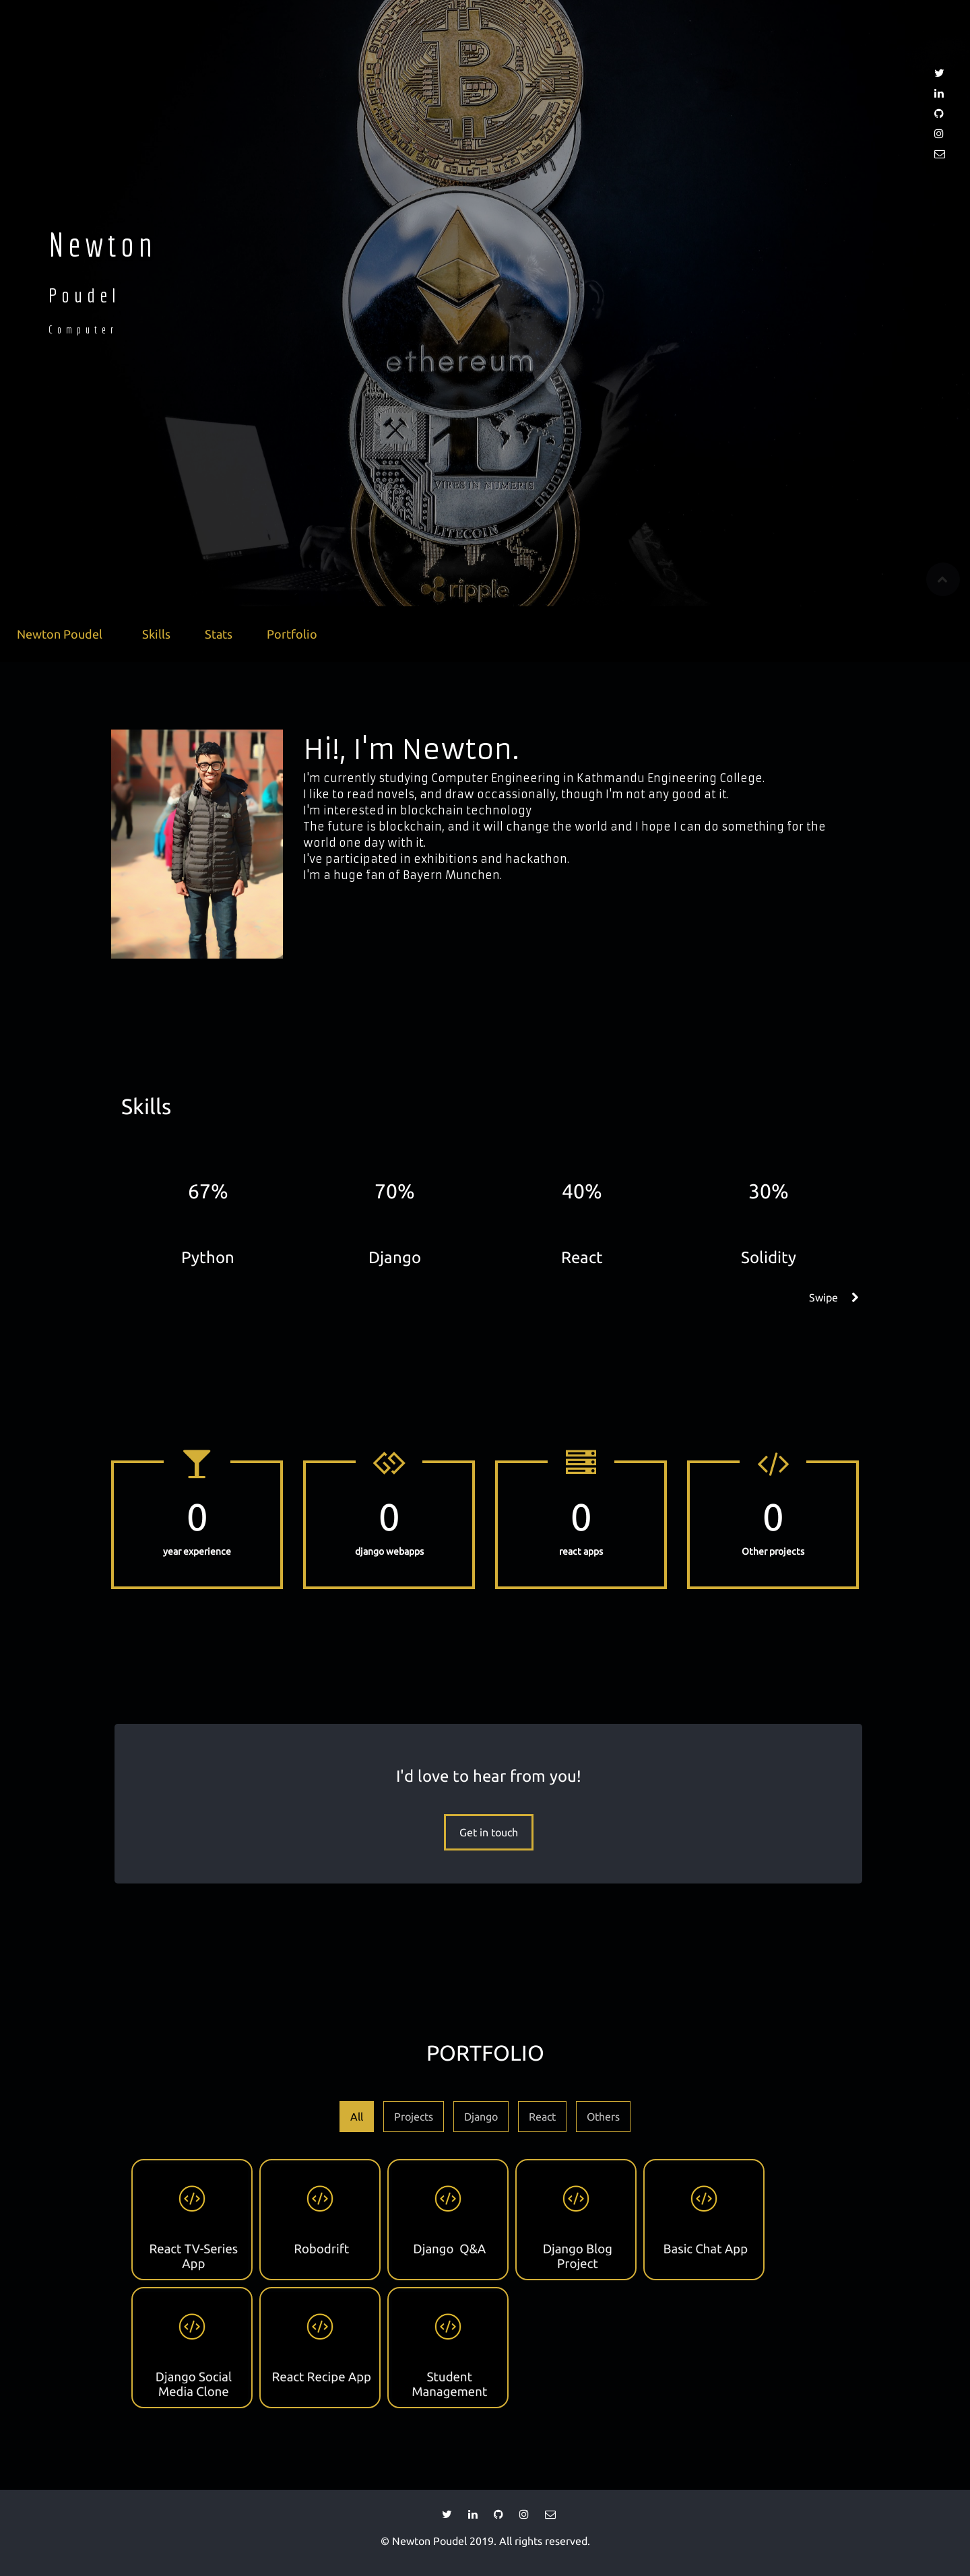 Newton
Poudel
Computer
ethereum
VIRES IN NUMERIS
LITECOIN
ripple
Newton Poudel
Skills
Stats
Portfolio
Hi!, I'm Newton.
I'm currently studying Computer Engineering in Kathmandu Engineering College.
I like to read novels, and draw occassionally, though I'm not any good at it.
I'm interested in blockchain technology
The future is blockchain, and it will change the world and I hope I can do something for the
world one day with it.
I've participated in exhibitions and hackathon.
I'm a huge fan of Bayern Munchen.
Skills
67%
70%
40%
30%
Python
Django
React
Solidity
Swipe
0
0
0
0
year experience
django webapps
react apps
Other projects
I'd love to hear from you!
Get in touch
PORTFOLIO
All
Projects
Django
React
Others
React TV-Series
App
Robodrift
Django Q&A
Django Blog
Project
Basic Chat App
Django Social
Media Clone
React Recipe App
Student
Management
© Newton Poudel 2019. All rights reserved.